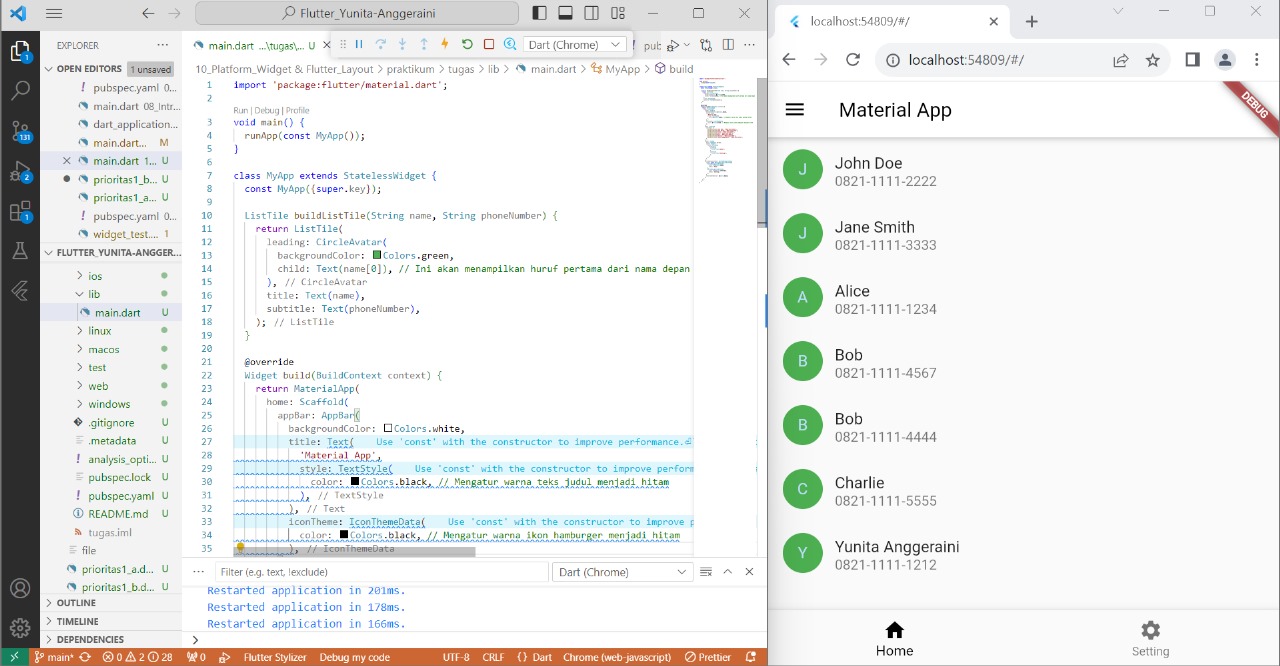 Flutter_Yunita-Anggeraini
EXPLORER
OPEN EDITORS 1 unsaved
pubspec.yaml 0...
main.dart 08_Intr...
dart_application...
main.dart... M
main.dart 1... U
prioritas1_b... U
prioritas1_a... U
pubspec.yaml 0...
widget_test.... 1
FLUTTER_YUNITA-ANGGER...
ios
lib
main.dart U
linux
macos
test
web
windows
.gitignore U
.metadata U
analysis_opti... U
pubspec.lock U
pubspec.yaml U
README.md U
tugas.iml
file
prioritas1_a.d... U
prioritas1_b.d... U
OUTLINE
TIMELINE
DEPENDENCIES
1
131
2
1
main.dart ...\tugas\... U
Dart (Chrome)
pub
10_Platform_Widget & Flutter_Layout > praktikum > tugas > lib > main.dart > MyApp > build
1 import 'package:flutter/material.dart';
2
Run | Debug | Profile
3 void main() {
4 runApp(const MyApp());
5 }
6
7 class MyApp extends StatelessWidget {
8 const MyApp({super.key});
9
10 ListTile buildListTile(String name, String phoneNumber) {
11 return ListTile(
12 leading: CircleAvatar(
13 backgroundColor: Colors.green,
14 child: Text(name[0]), // Ini akan menampilkan huruf pertama dari nama depan
15 ), // CircleAvatar
16 title: Text(name),
17 subtitle: Text(phoneNumber),
18 ); // ListTile
19 }
20
21 @override
22 Widget build(BuildContext context) {
23 return MaterialApp(
24 home: Scaffold(
25 appBar: AppBar(
26 backgroundColor: Colors.white,
27 title: Text( Use 'const' with the constructor to improve performance.
28 'Material App',
29 style: TextStyle( Use 'const' with the constructor to improve perform
30 color: Colors.black, // Mengatur warna teks judul menjadi hitam
31 ), // TextStyle
32 ), // Text
33 iconTheme: IconThemeData( Use 'const' with the constructor to improve p
34 color: Colors.black, // Mengatur warna ikon hamburger menjadi hitam
35 ), // IconThemeData
Filter (e.g. text, !exclude)
Dart (Chrome)
Restarted application in 201ms.
Restarted application in 178ms.
Restarted application in 166ms.
main* 0 2 28 0 Flutter Stylizer Debug my code UTF-8 CRLF {} Dart Chrome (web-javascript) Prettier
localhost:54809/#/
localhost:54809/#/
Material App
DEBUG
J
John Doe
0821-1111-2222
J
Jane Smith
0821-1111-3333
A
Alice
0821-1111-1234
B
Bob
0821-1111-4567
B
Bob
0821-1111-4444
C
Charlie
0821-1111-5555
Y
Yunita Anggeraini
0821-1111-1212
Home
Setting